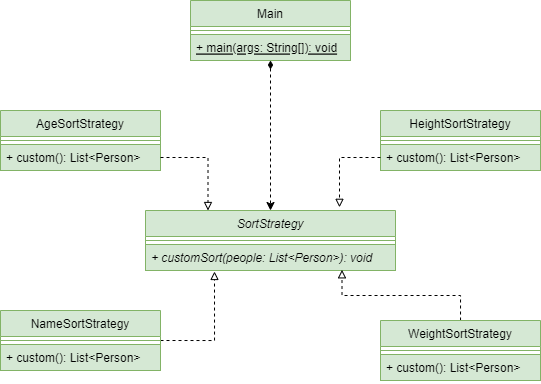 Main
+ main(args: String[]): void
AgeSortStrategy
+ custom(): List<Person>
HeightSortStrategy
+ custom(): List<Person>
SortStrategy
+ customSort(people: List<Person>): void
NameSortStrategy
+ custom(): List<Person>
WeightSortStrategy
+ custom(): List<Person>